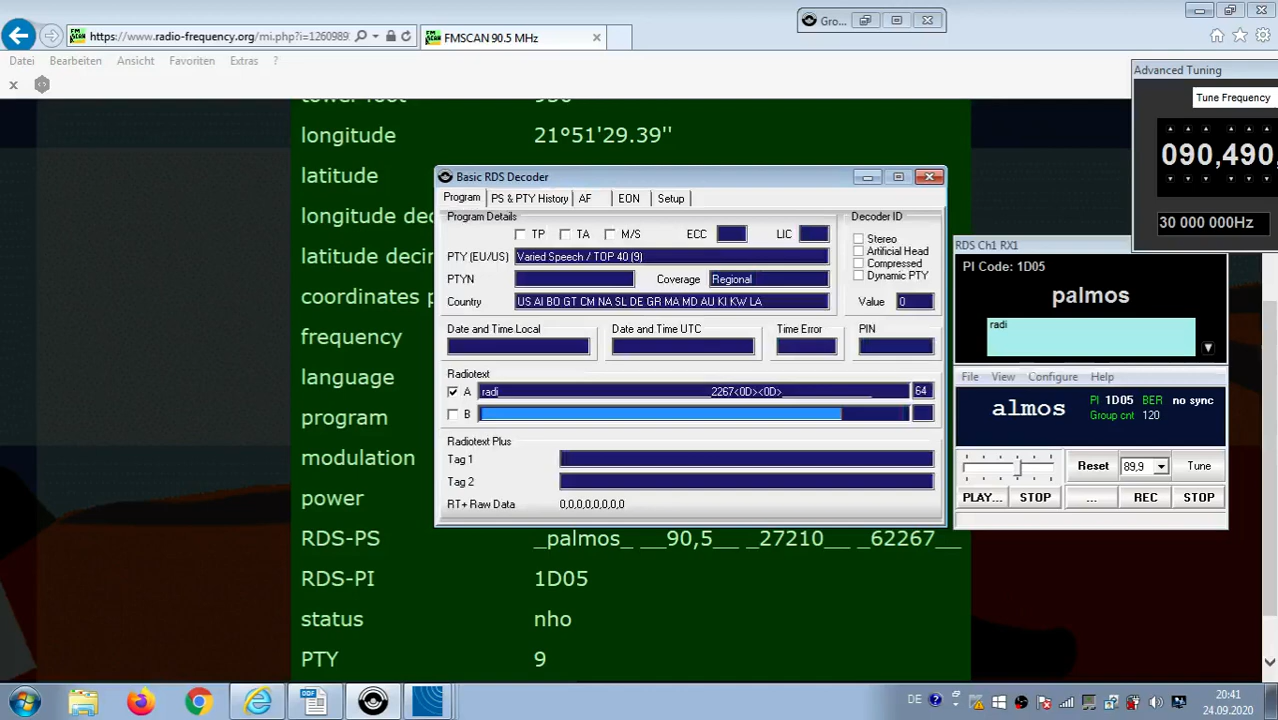 Gro...
https://www.radio-frequency.org/mi.php?i=1260989
FMSCAN 90.5 MHz
Datei Bearbeiten Ansicht Favoriten Extras ?
x
Advanced Tuning
Tune Frequency
090,490,
30 000 000Hz
longitude 21°51'29.39''
latitude
longitude dec
latitude decir
coordinates p
frequency
language
program
modulation
power
RDS-PS _palmos_ __90,5__ _27210__ _62267__
RDS-PI 1D05
status nho
PTY 9
Basic RDS Decoder
Program PS & PTY History AF EON Setup
Program Details
TP TA M/S ECC LIC
PTY (EU/US) Varied Speech / TOP 40 (9)
PTYN Coverage Regional
Country US AI BO GT CM NA SL DE GR MA MD AU KI KW LA
Decoder ID
Stereo
Artificial Head
Compressed
Dynamic PTY
Value 0
Date and Time Local Date and Time UTC Time Error PIN
Radiotext
A radi 2267<0D><0D> 64
B
Radiotext Plus
Tag 1
Tag 2
RT+ Raw Data 0,0,0,0,0,0,0,0
RDS Ch1 RX1
PI Code: 1D05
palmos
radi
File View Configure Help
almos
PI 1D05 BER no sync
Group cnt 120
Reset 89,9 Tune
PLAY... STOP ... REC STOP
DE
20:41
24.09.2020